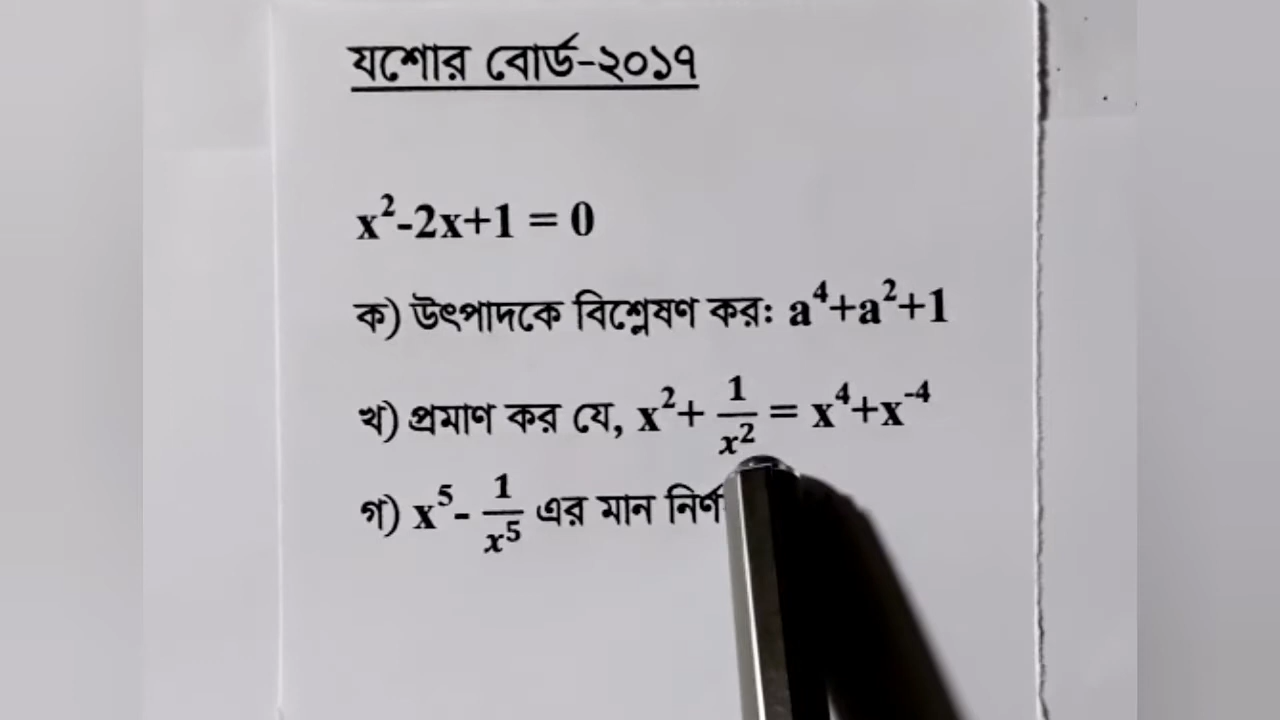 যশোর বোর্ড-২০১৭
x²-2x+1 = 0
ক) উৎপাদকে বিশ্লেষণ করঃ a⁴+a²+1
খ) প্রমাণ কর যে, x²+ 1/x² = x⁴+x⁻⁴
গ) x⁵- 1/x⁵ এর মান